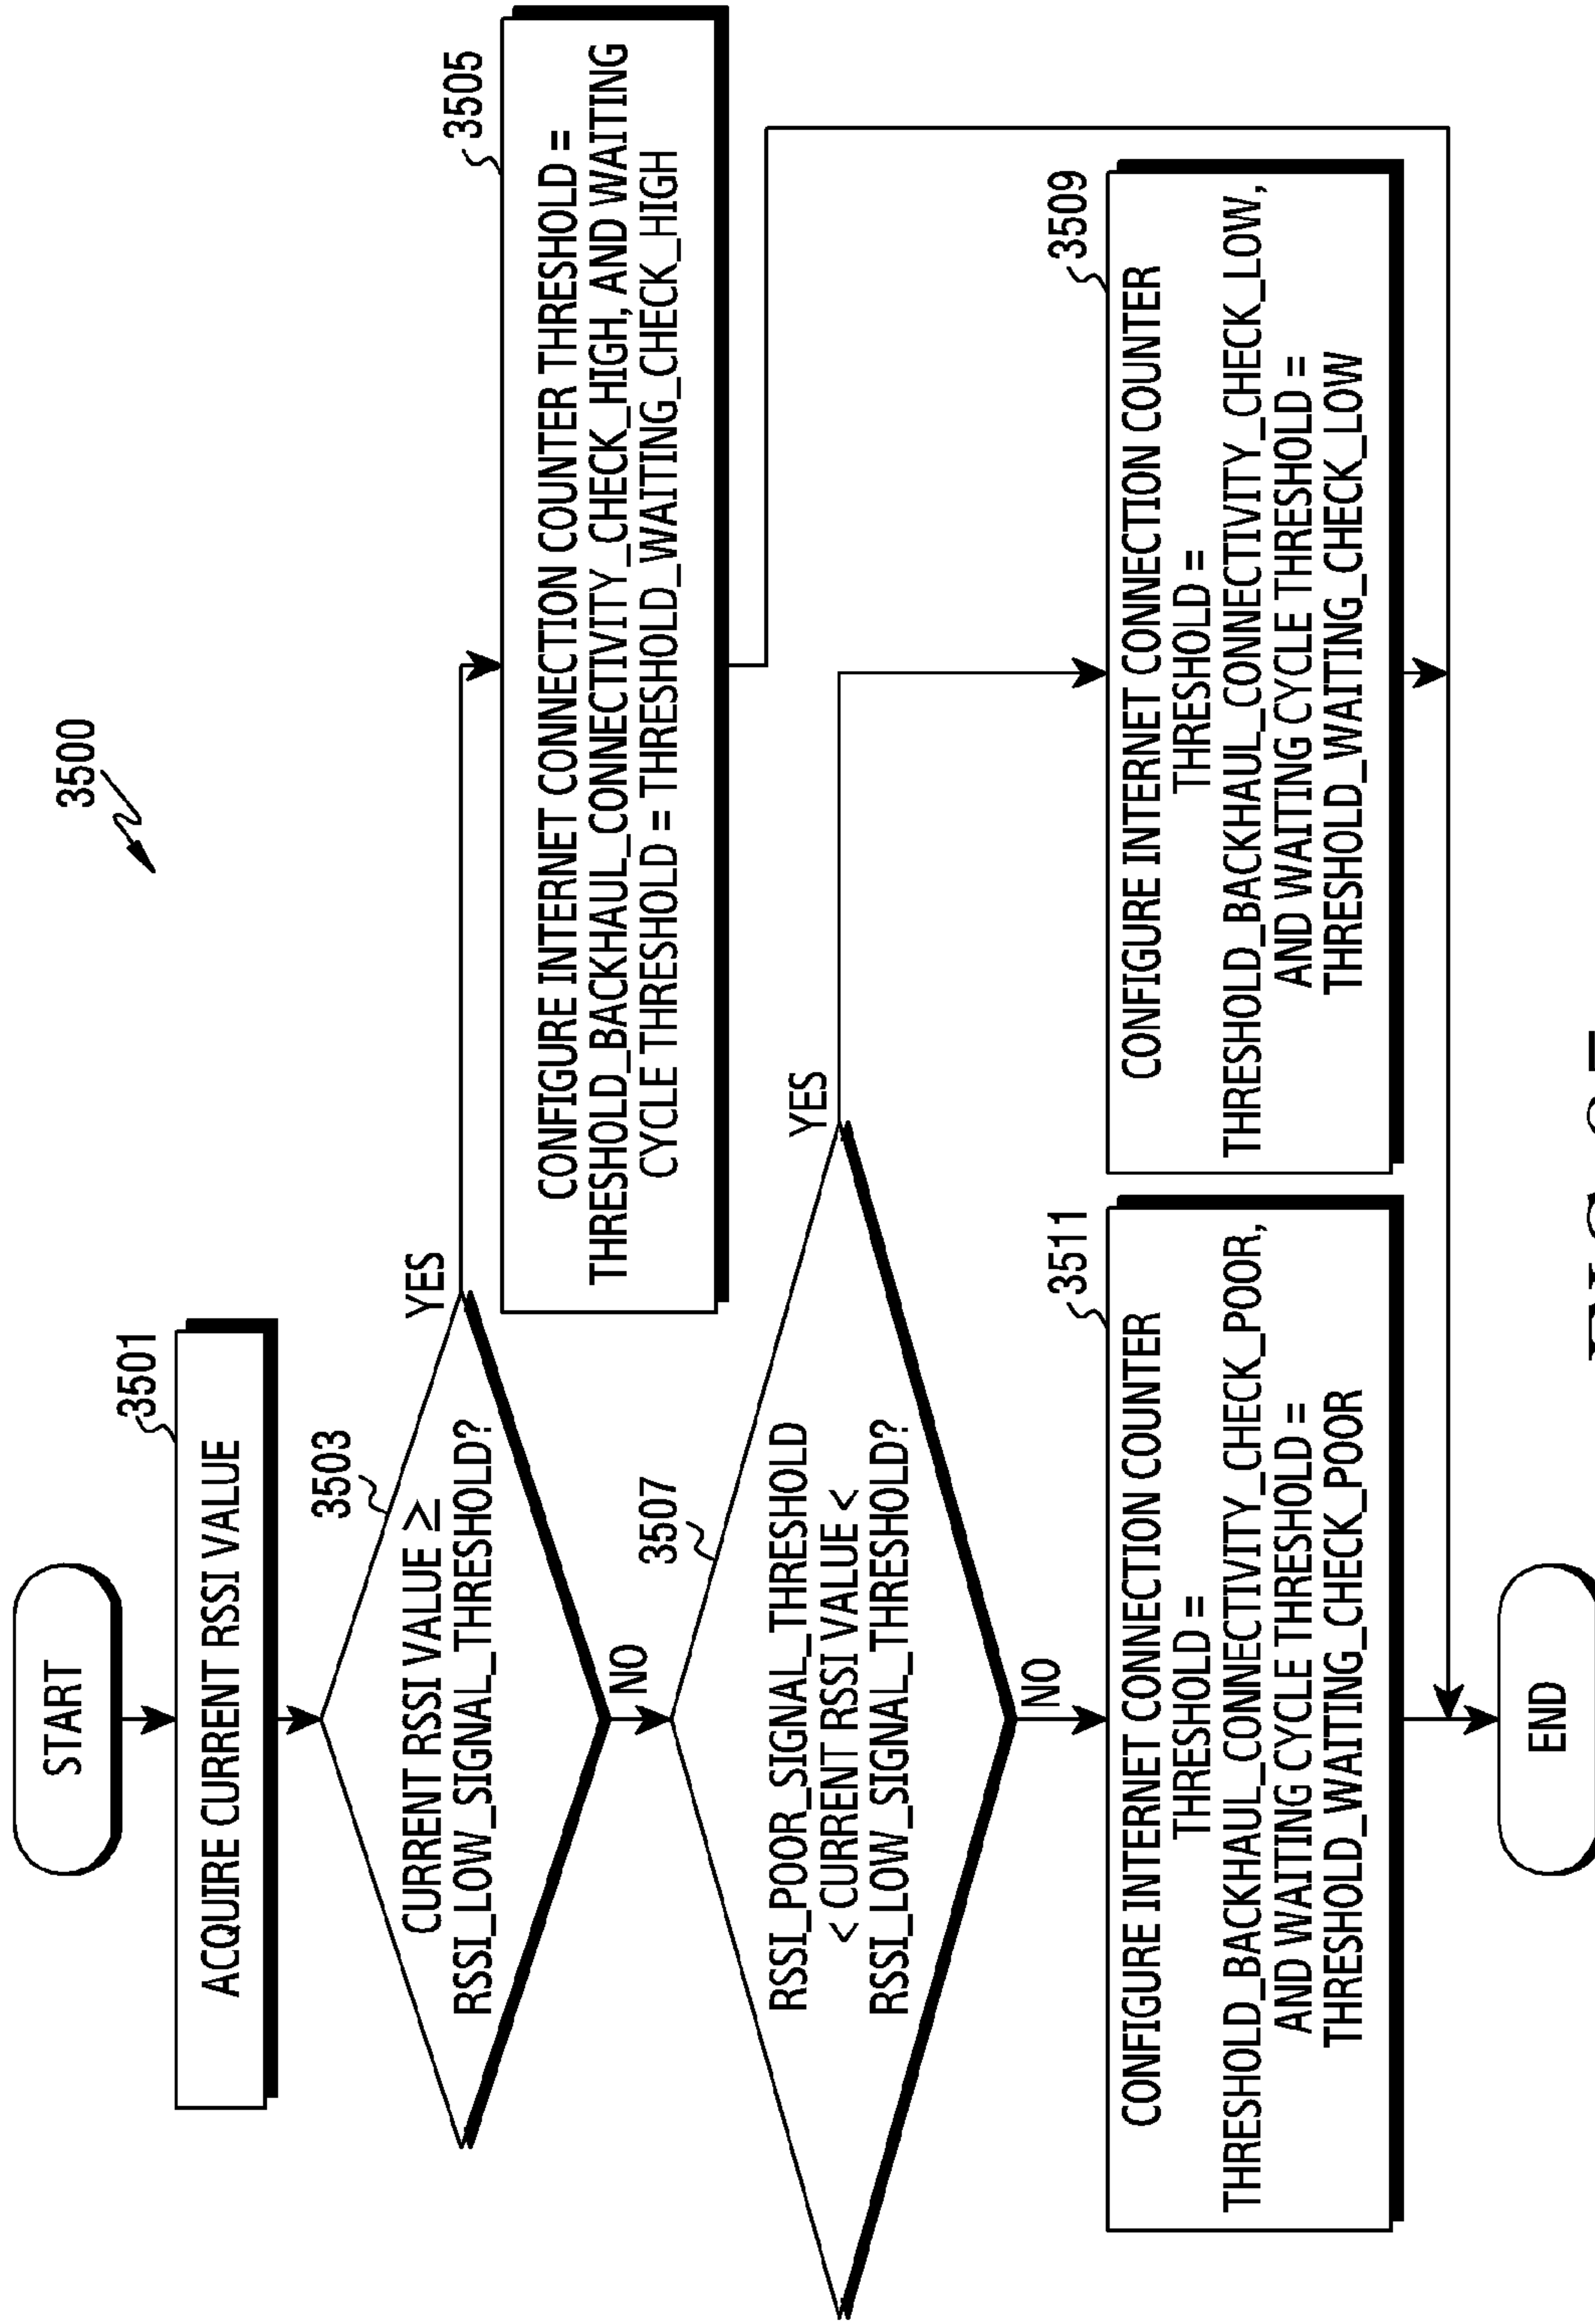 3500
START
3501
ACQUIRE CURRENT RSSI VALUE
3503
CURRENT RSSI VALUE ≥
RSSI_LOW_SIGNAL_THRESHOLD?
YES
NO
3505
CONFIGURE INTERNET CONNECTION COUNTER THRESHOLD =
THRESHOLD_BACKHAUL_CONNECTIVITY_CHECK_HIGH, AND WAITING
CYCLE THRESHOLD = THRESHOLD_WAITING_CHECK_HIGH
3507
RSSI_POOR_SIGNAL_THRESHOLD
< CURRENT RSSI VALUE <
RSSI_LOW_SIGNAL_THRESHOLD?
YES
NO
3511
CONFIGURE INTERNET CONNECTION COUNTER
THRESHOLD =
THRESHOLD_BACKHAUL_CONNECTIVITY_CHECK_POOR,
AND WAITING CYCLE THRESHOLD =
THRESHOLD_WAITING_CHECK_POOR
3509
CONFIGURE INTERNET CONNECTION COUNTER
THRESHOLD =
THRESHOLD_BACKHAUL_CONNECTIVITY_CHECK_LOW,
AND WAITING CYCLE THRESHOLD =
THRESHOLD_WAITING_CHECK_LOW
END